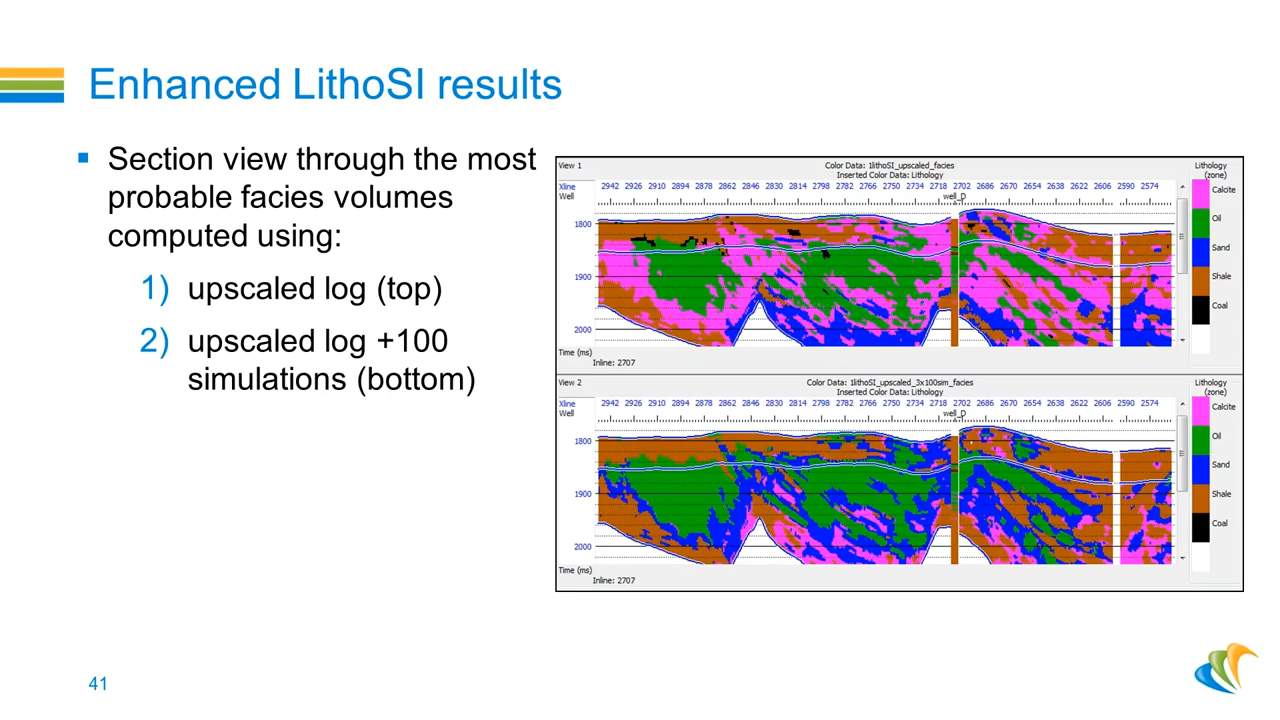 Enhanced LithoSI results
Section view through the most
probable facies volumes
computed using:
1) upscaled log (top)
2) upscaled log +100
simulations (bottom)
View 1
Color Data: 1lithoSI_upscaled_facies
Inserted Color Data: Lithology
Lithology
(zone)
Xline 2942 2926 2910 2894 2878 2862 2846 2830 2814 2798 2782 2766 2750 2734 2718 2702 2686 2670 2654 2638 2622 2606 2590 2574
Well well_D
Calcite
Oil
Sand
Shale
Coal
1800
1900
2000
Time (ms)
Inline: 2707
View 2
Color Data: 1lithoSI_upscaled_3x100sim_facies
Inserted Color Data: Lithology
Lithology
(zone)
Xline 2942 2926 2910 2894 2878 2862 2846 2830 2814 2798 2782 2766 2750 2734 2718 2702 2686 2670 2654 2638 2622 2606 2590 2574
Well well_D
Calcite
Oil
Sand
Shale
Coal
1800
1900
2000
Time (ms)
Inline: 2707
41